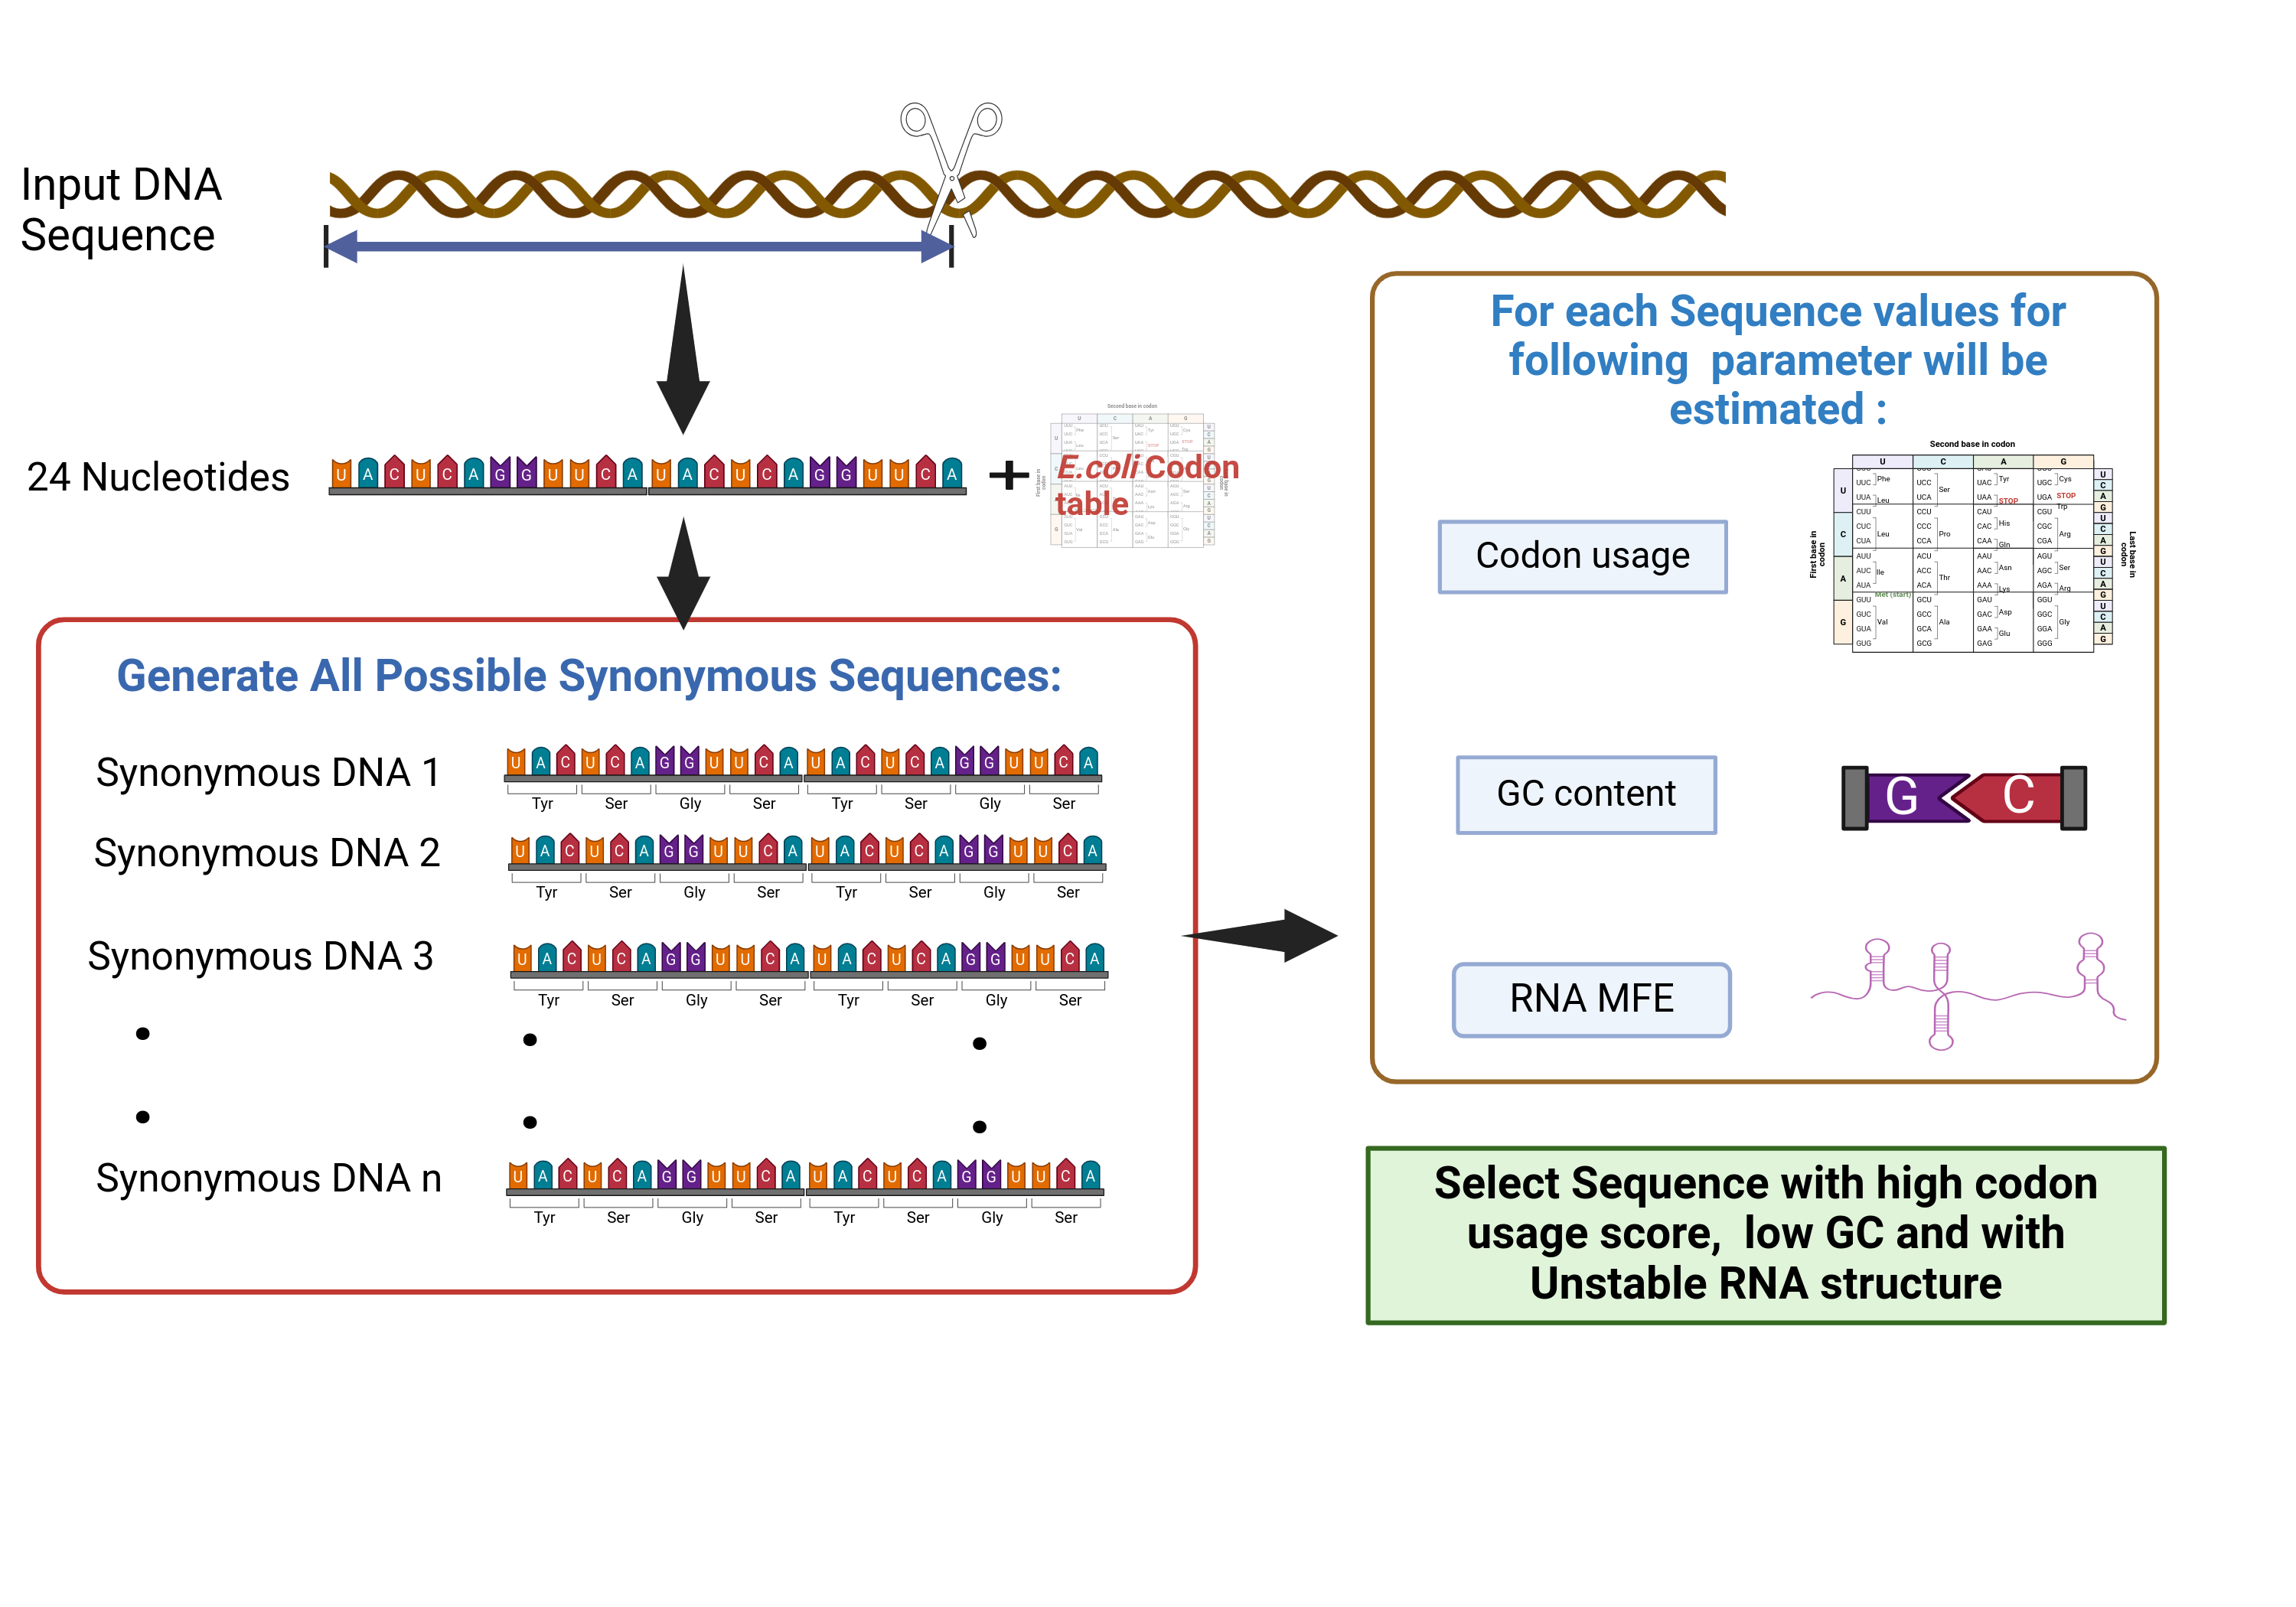 Input DNA
Sequence
24 Nucleotides
U A C U C A G G U U C A U A C U C A G G U U C A
+
E.coli Codon
table
Second base in codon
Generate All Possible Synonymous Sequences:
Synonymous DNA 1
U A C U C A G G U U C A U A C U C A G G U U C A
Tyr Ser Gly Ser Tyr Ser Gly Ser
Synonymous DNA 2
U A C U C A G G U U C A U A C U C A G G U U C A
Tyr Ser Gly Ser Tyr Ser Gly Ser
Synonymous DNA 3
U A C U C A G G U U C A U A C U C A G G U U C A
Tyr Ser Gly Ser Tyr Ser Gly Ser
Synonymous DNA n
U A C U C A G G U U C A U A C U C A G G U U C A
Tyr Ser Gly Ser Tyr Ser Gly Ser
For each Sequence values for
following parameter will be
estimated :
Codon usage
Second base in codon
First base in
codon
Last base in
codon
U C A G
U
UUC Phe UCC Ser UAC Tyr UGC Cys
UUA Leu UCA UAA STOP UGA STOP
Trp
C
CUU CCU CAU His CGU
CUC Leu CCC Pro CAC CGC Arg
CUA CCA CAA Gln CGA
A
AUU ACU AAU AGU
AUC Ile ACC Thr AAC Asn AGC Ser
AUA ACA AAA Lys AGA Arg
Met (start)
G
GUU GCU GAU GGU
GUC Val GCC Ala GAC Asp GGC Gly
GUA GCA GAA Glu GGA
GUG GCG GAG GGG
U
C
A
G
U
C
A
G
U
C
A
G
U
C
A
G
GC content
G C
RNA MFE
Select Sequence with high codon
usage score, low GC and with
Unstable RNA structure